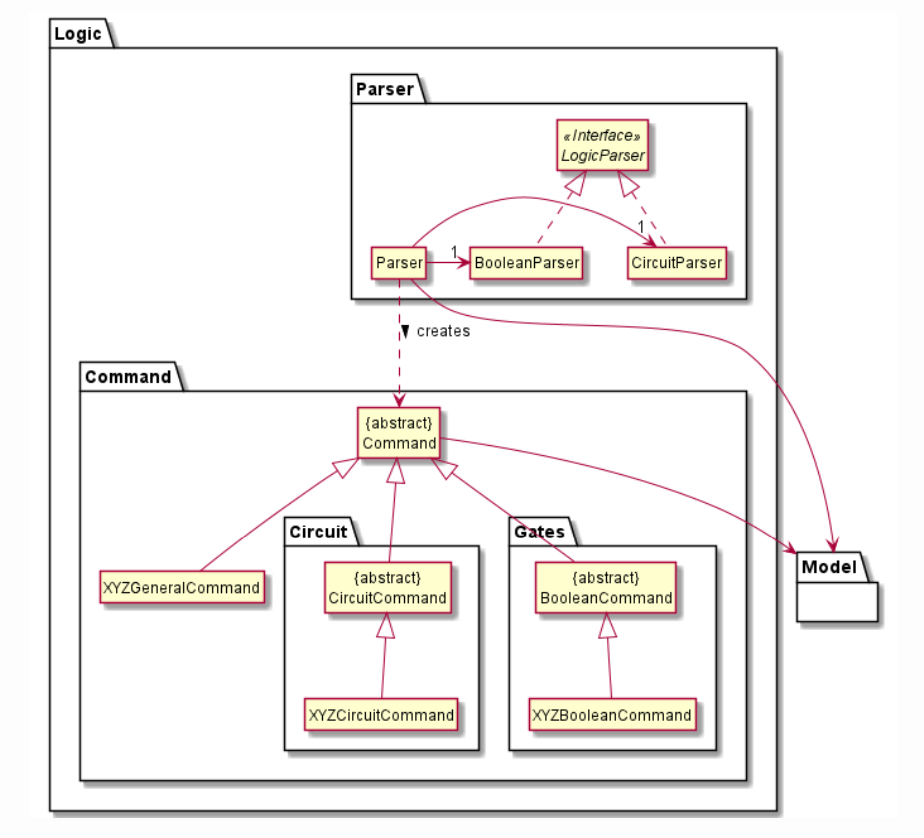 Logic
Parser
«Interface»
LogicParser
1
1
Parser
BooleanParser
CircuitParser
creates
Command
{abstract}
Command
Circuit
Gates
Model
{abstract}
CircuitCommand
{abstract}
BooleanCommand
XYZGeneralCommand
XYZCircuitCommand
XYZBooleanCommand